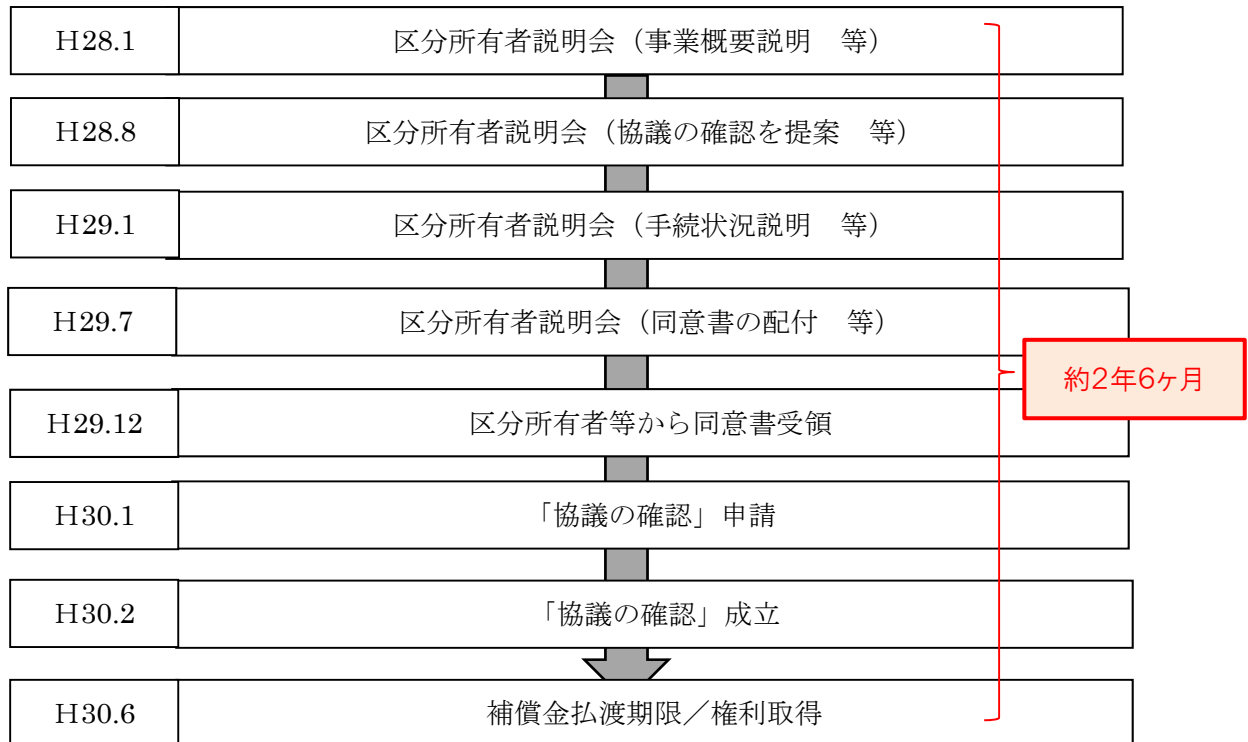 H28.1 区分所有者説明会（事業概要説明　等）
H28.8 区分所有者説明会（協議の確認を提案　等）
H29.1 区分所有者説明会（手続状況説明　等）
H29.7 区分所有者説明会（同意書の配付　等）
約2年6ヶ月
H29.12 区分所有者等から同意書受領
H30.1 「協議の確認」申請
H30.2 「協議の確認」成立
H30.6 補償金払渡期限／権利取得